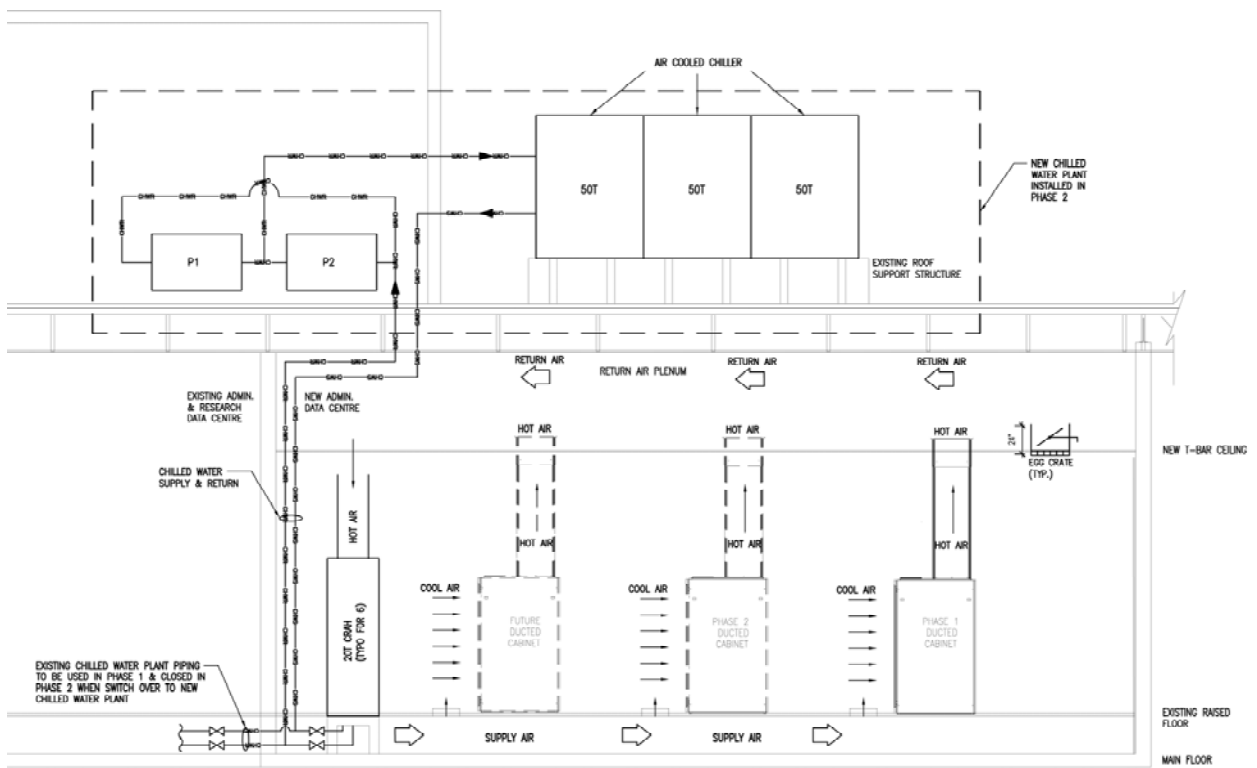 AIR COOLED CHILLER
50T
50T
50T
NEW CHILLED
WATER PLANT
INSTALLED IN
PHASE 2
P1
P2
EXISTING ROOF
SUPPORT STRUCTURE
RETURN AIR
RETURN AIR PLENUM
RETURN AIR
RETURN AIR
EXISTING ADMIN.
& RESEARCH
DATA CENTRE
NEW ADMIN.
DATA CENTRE
HOT AIR
HOT AIR
HOT AIR
EGG CRATE
(TYP.)
NEW T-BAR CEILING
CHILLED WATER
SUPPLY & RETURN
HOT AIR
HOT AIR
HOT AIR
HOT AIR
COOL AIR
COOL AIR
COOL AIR
20T CRAH
(TYPO FOR 6)
FUTURE
DUCTED
CABINET
PHASE 2
DUCTED
CABINET
PHASE 1
DUCTED
CABINET
EXISTING CHILLED WATER PLANT PIPING
TO BE USED IN PHASE 1 & CLOSED IN
PHASE 2 WHEN SWITCH OVER TO NEW
CHILLED WATER PLANT
EXISTING RAISED
FLOOR
SUPPLY AIR
SUPPLY AIR
MAIN FLOOR